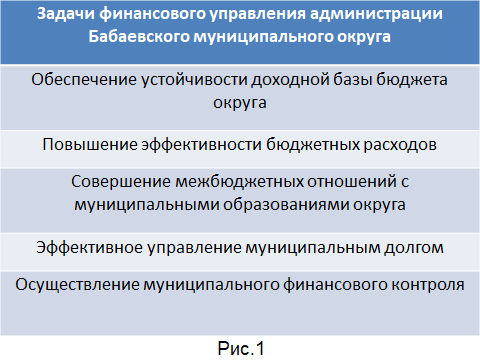 Задачи финансового управления администрации
Бабаевского муниципального округа
Обеспечение устойчивости доходной базы бюджета
округа
Повышение эффективности бюджетных расходов
Совершение межбюджетных отношений с
муниципальными образованиями округа
Эффективное управление муниципальным долгом
Осуществление муниципального финансового контроля
Рис.1